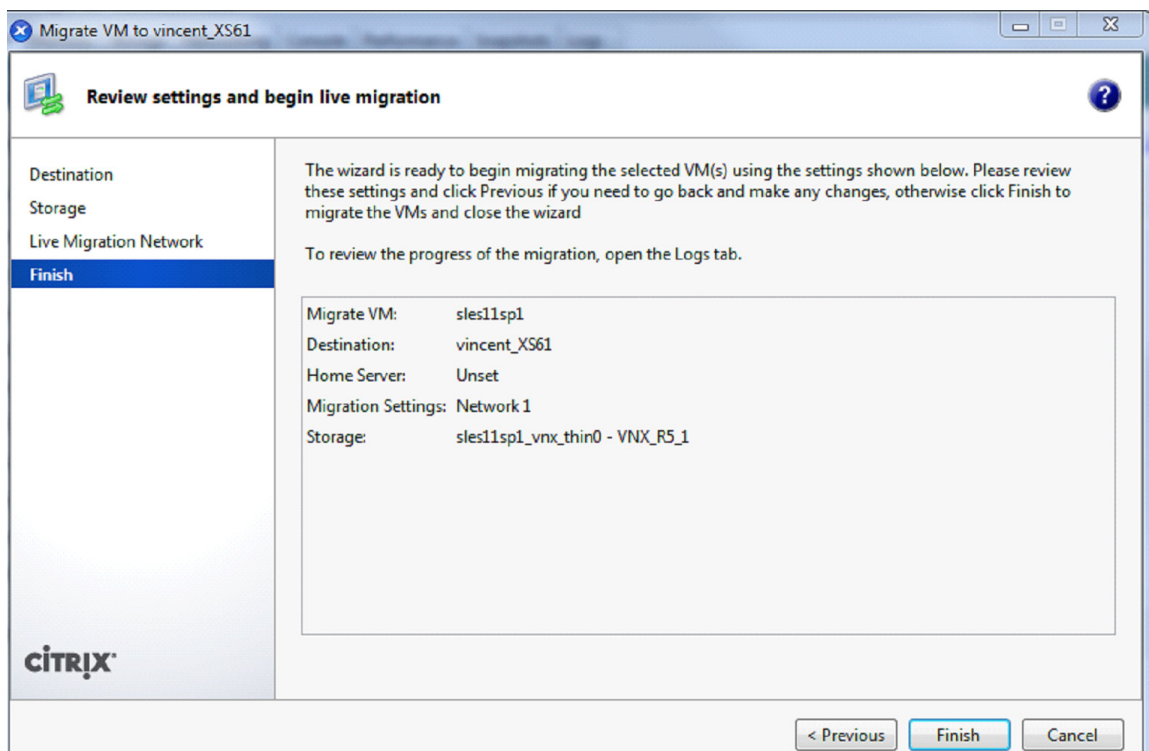 Migrate VM to vincent_XS61
Console Performance Snapshots Logs
Review settings and begin live migration
?
Destination
Storage
Live Migration Network
Finish
The wizard is ready to begin migrating the selected VM(s) using the settings shown below. Please review
these settings and click Previous if you need to go back and make any changes, otherwise click Finish to
migrate the VMs and close the wizard
To review the progress of the migration, open the Logs tab.
Migrate VM: sles11sp1
Destination: vincent_XS61
Home Server: Unset
Migration Settings: Network 1
Storage: sles11sp1_vnx_thin0 - VNX_R5_1
CITRIX
< Previous Finish Cancel